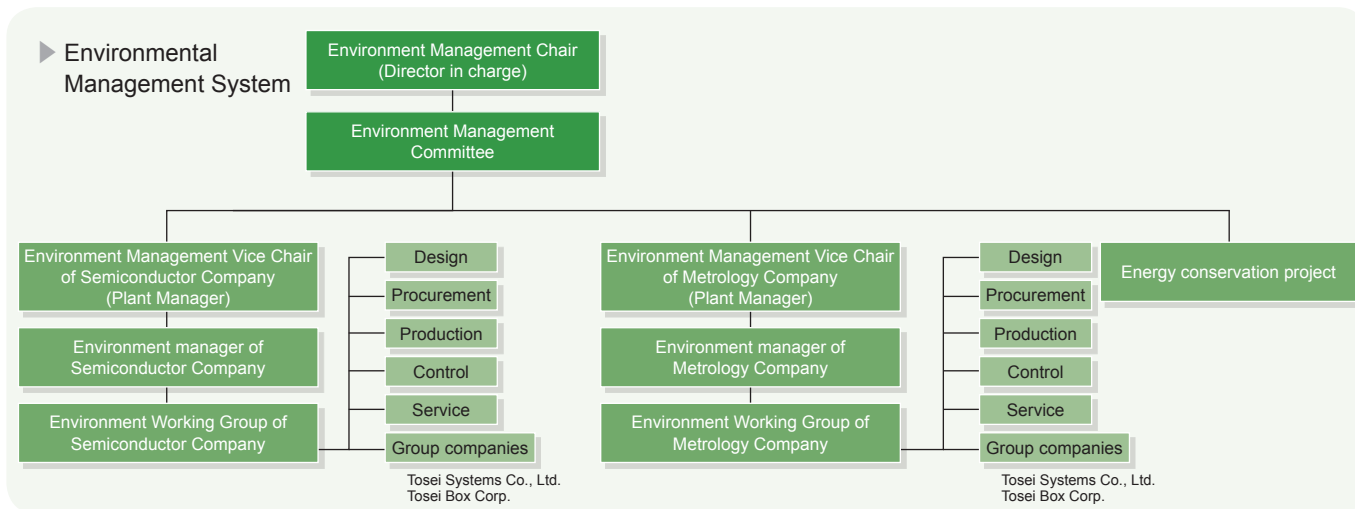 Environmental
Management System
Environment Management Chair
(Director in charge)
Environment Management
Committee
Environment Management Vice Chair
of Semiconductor Company
(Plant Manager)
Environment manager of
Semiconductor Company
Environment Working Group of
Semiconductor Company
Design
Procurement
Production
Control
Service
Group companies
Tosei Systems Co., Ltd.
Tosei Box Corp.
Environment Management Vice Chair
of Metrology Company
(Plant Manager)
Environment manager of
Metrology Company
Environment Working Group of
Metrology Company
Design
Procurement
Production
Control
Service
Group companies
Tosei Systems Co., Ltd.
Tosei Box Corp.
Energy conservation project